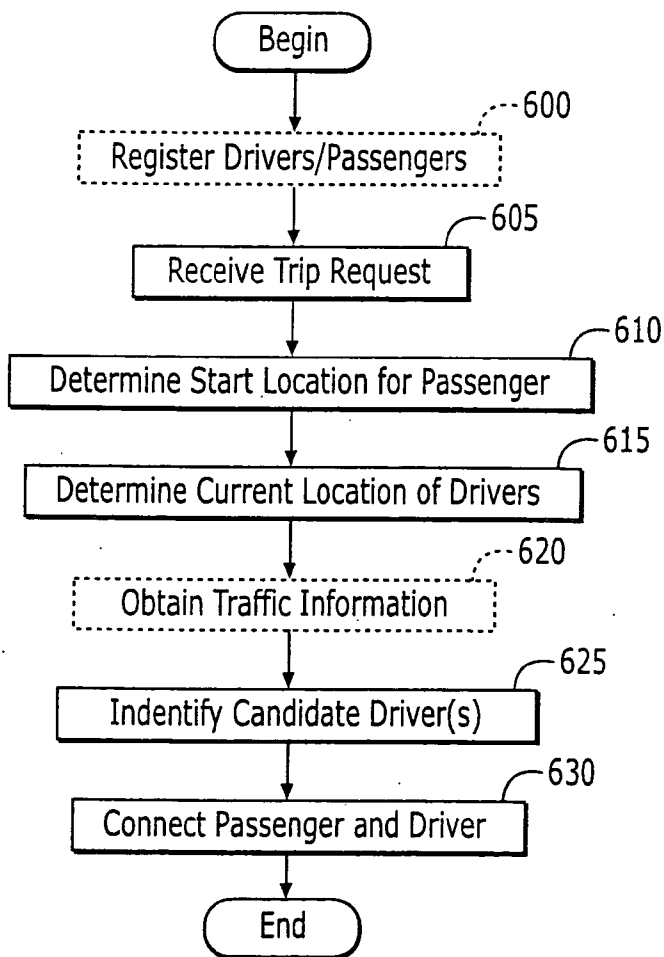 Begin
600
Register Drivers/Passengers
605
Receive Trip Request
610
Determine Start Location for Passenger
615
Determine Current Location of Drivers
620
Obtain Traffic Information
625
Indentify Candidate Driver(s)
630
Connect Passenger and Driver
End